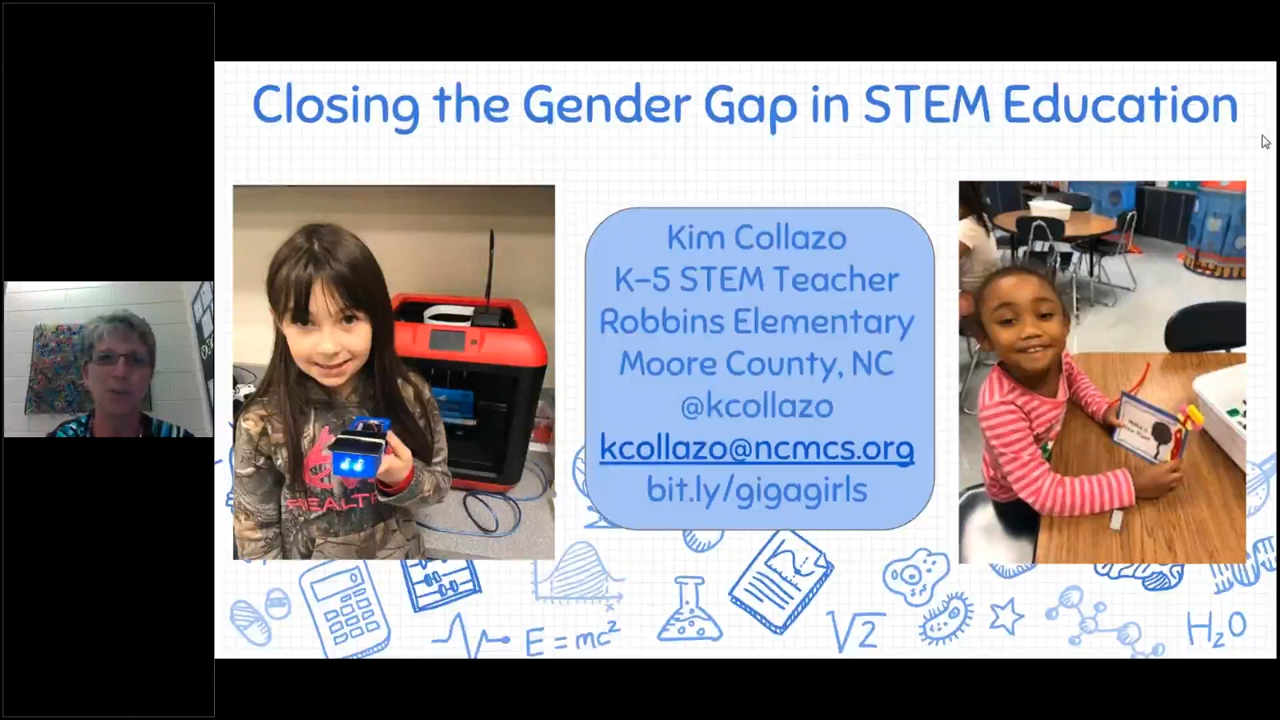 Closing the Gender Gap in STEM Education
Kim Collazo
K-5 STEM Teacher
Robbins Elementary
Moore County, NC
@kcollazo
kcollazo@ncmcs.org
bit.ly/gigagirls
HEALTH
E = mc²
√2
H₂O